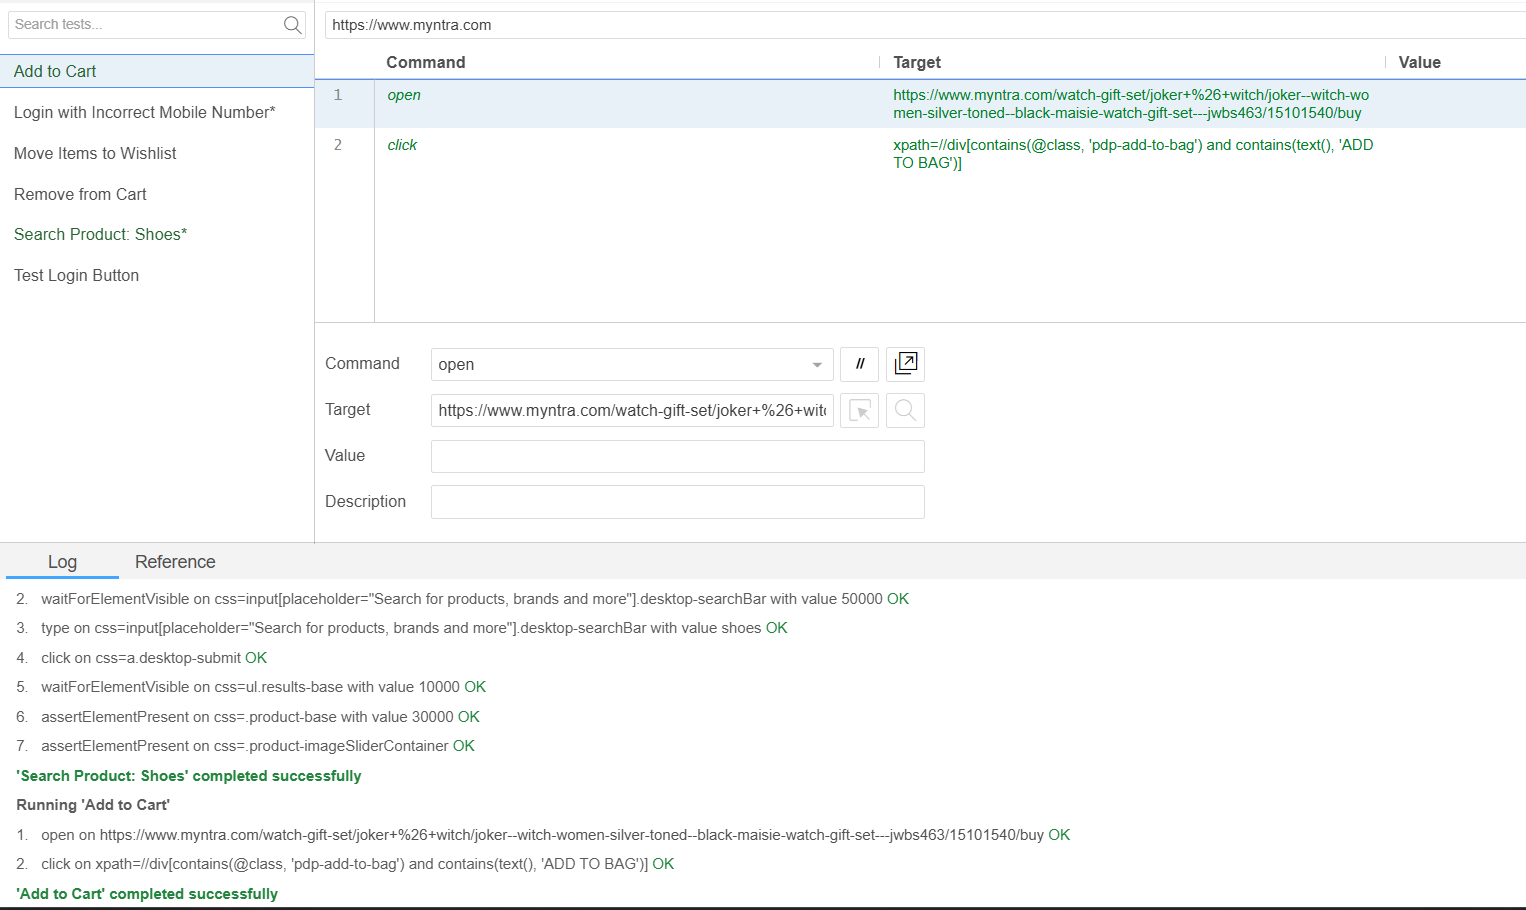 Search tests...
https://www.myntra.com
Add to Cart
Login with Incorrect Mobile Number*
Move Items to Wishlist
Remove from Cart
Search Product: Shoes*
Test Login Button
Command Target Value
1 open https://www.myntra.com/watch-gift-set/joker+%26+witch/joker--witch-wo
men-silver-toned--black-maisie-watch-gift-set---jwbs463/15101540/buy
2 click xpath=//div[contains(@class, 'pdp-add-to-bag') and contains(text(), 'ADD
TO BAG')]
Command open //
Target https://www.myntra.com/watch-gift-set/joker+%26+witc
Value
Description
Log Reference
2. waitForElementVisible on css=input[placeholder="Search for products, brands and more"].desktop-searchBar with value 50000 OK
3. type on css=input[placeholder="Search for products, brands and more"].desktop-searchBar with value shoes OK
4. click on css=a.desktop-submit OK
5. waitForElementVisible on css=ul.results-base with value 10000 OK
6. assertElementPresent on css=.product-base with value 30000 OK
7. assertElementPresent on css=.product-imageSliderContainer OK
'Search Product: Shoes' completed successfully
Running 'Add to Cart'
1. open on https://www.myntra.com/watch-gift-set/joker+%26+witch/joker--witch-women-silver-toned--black-maisie-watch-gift-set---jwbs463/15101540/buy OK
2. click on xpath=//div[contains(@class, 'pdp-add-to-bag') and contains(text(), 'ADD TO BAG')] OK
'Add to Cart' completed successfully